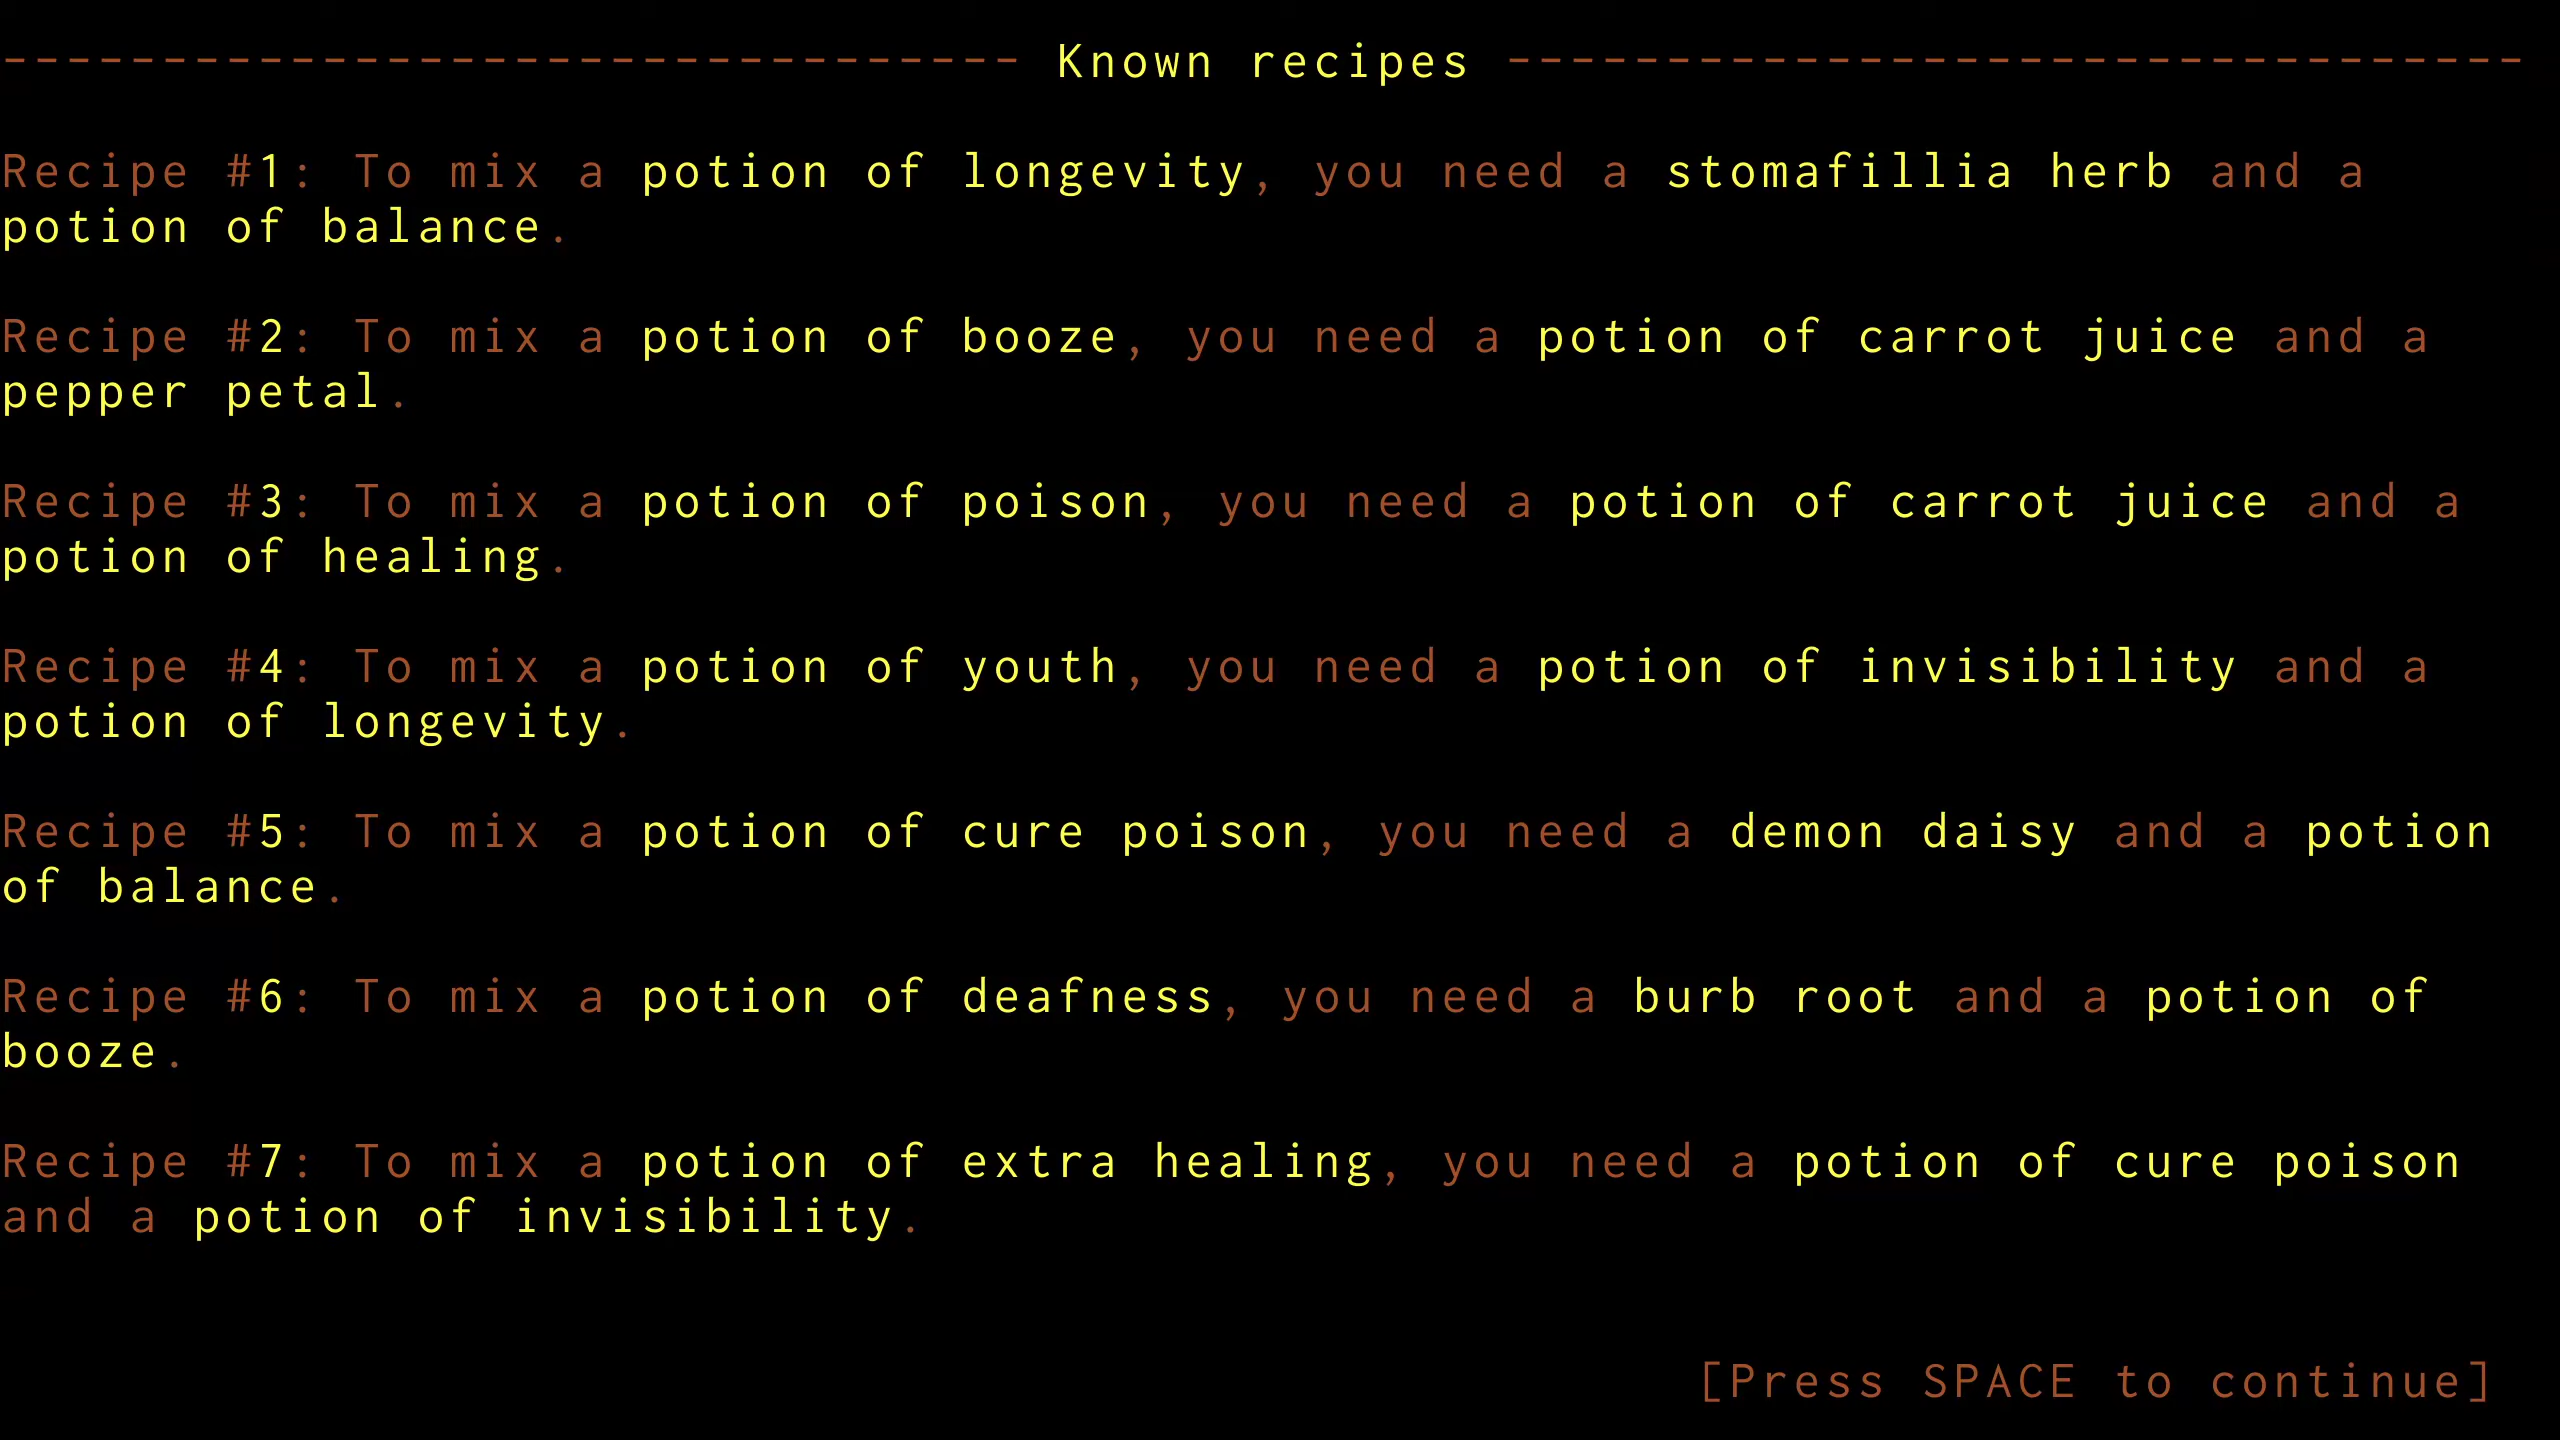 -------------------------------- Known recipes --------------------------------
Recipe #1: To mix a potion of longevity, you need a stomafillia herb and a
potion of balance.
Recipe #2: To mix a potion of booze, you need a potion of carrot juice and a
pepper petal.
Recipe #3: To mix a potion of poison, you need a potion of carrot juice and a
potion of healing.
Recipe #4: To mix a potion of youth, you need a potion of invisibility and a
potion of longevity.
Recipe #5: To mix a potion of cure poison, you need a demon daisy and a potion
of balance.
Recipe #6: To mix a potion of deafness, you need a burb root and a potion of
booze.
Recipe #7: To mix a potion of extra healing, you need a potion of cure poison
and a potion of invisibility.
[Press SPACE to continue]